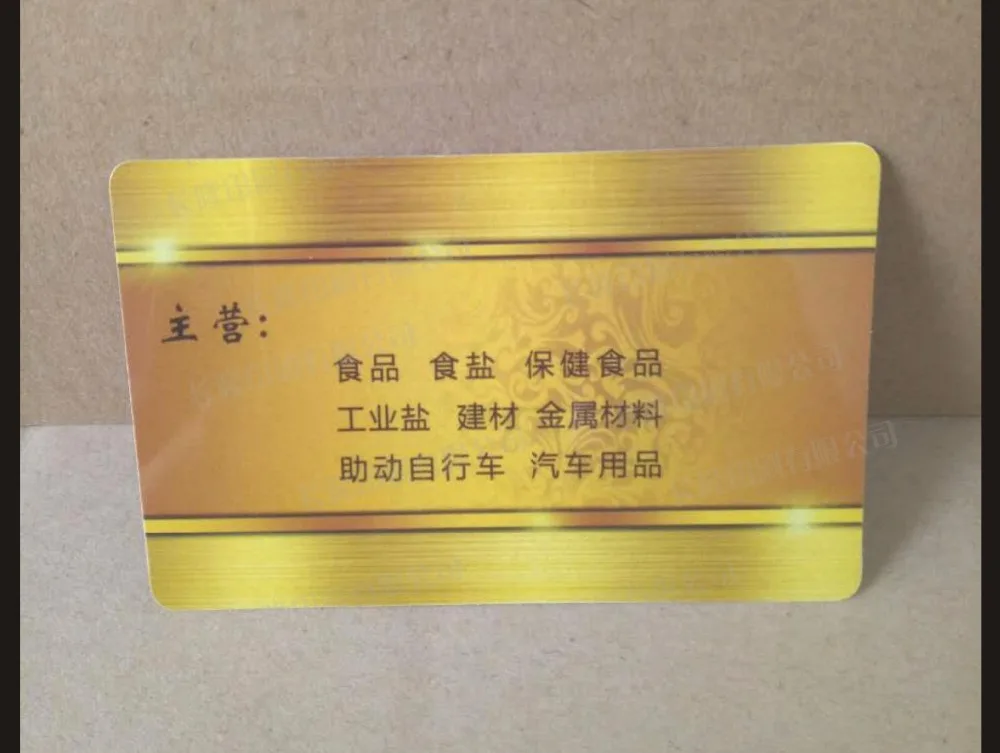 主营：
食品 食盐 保健食品
工业盐 建材 金属材料
助动自行车 汽车用品